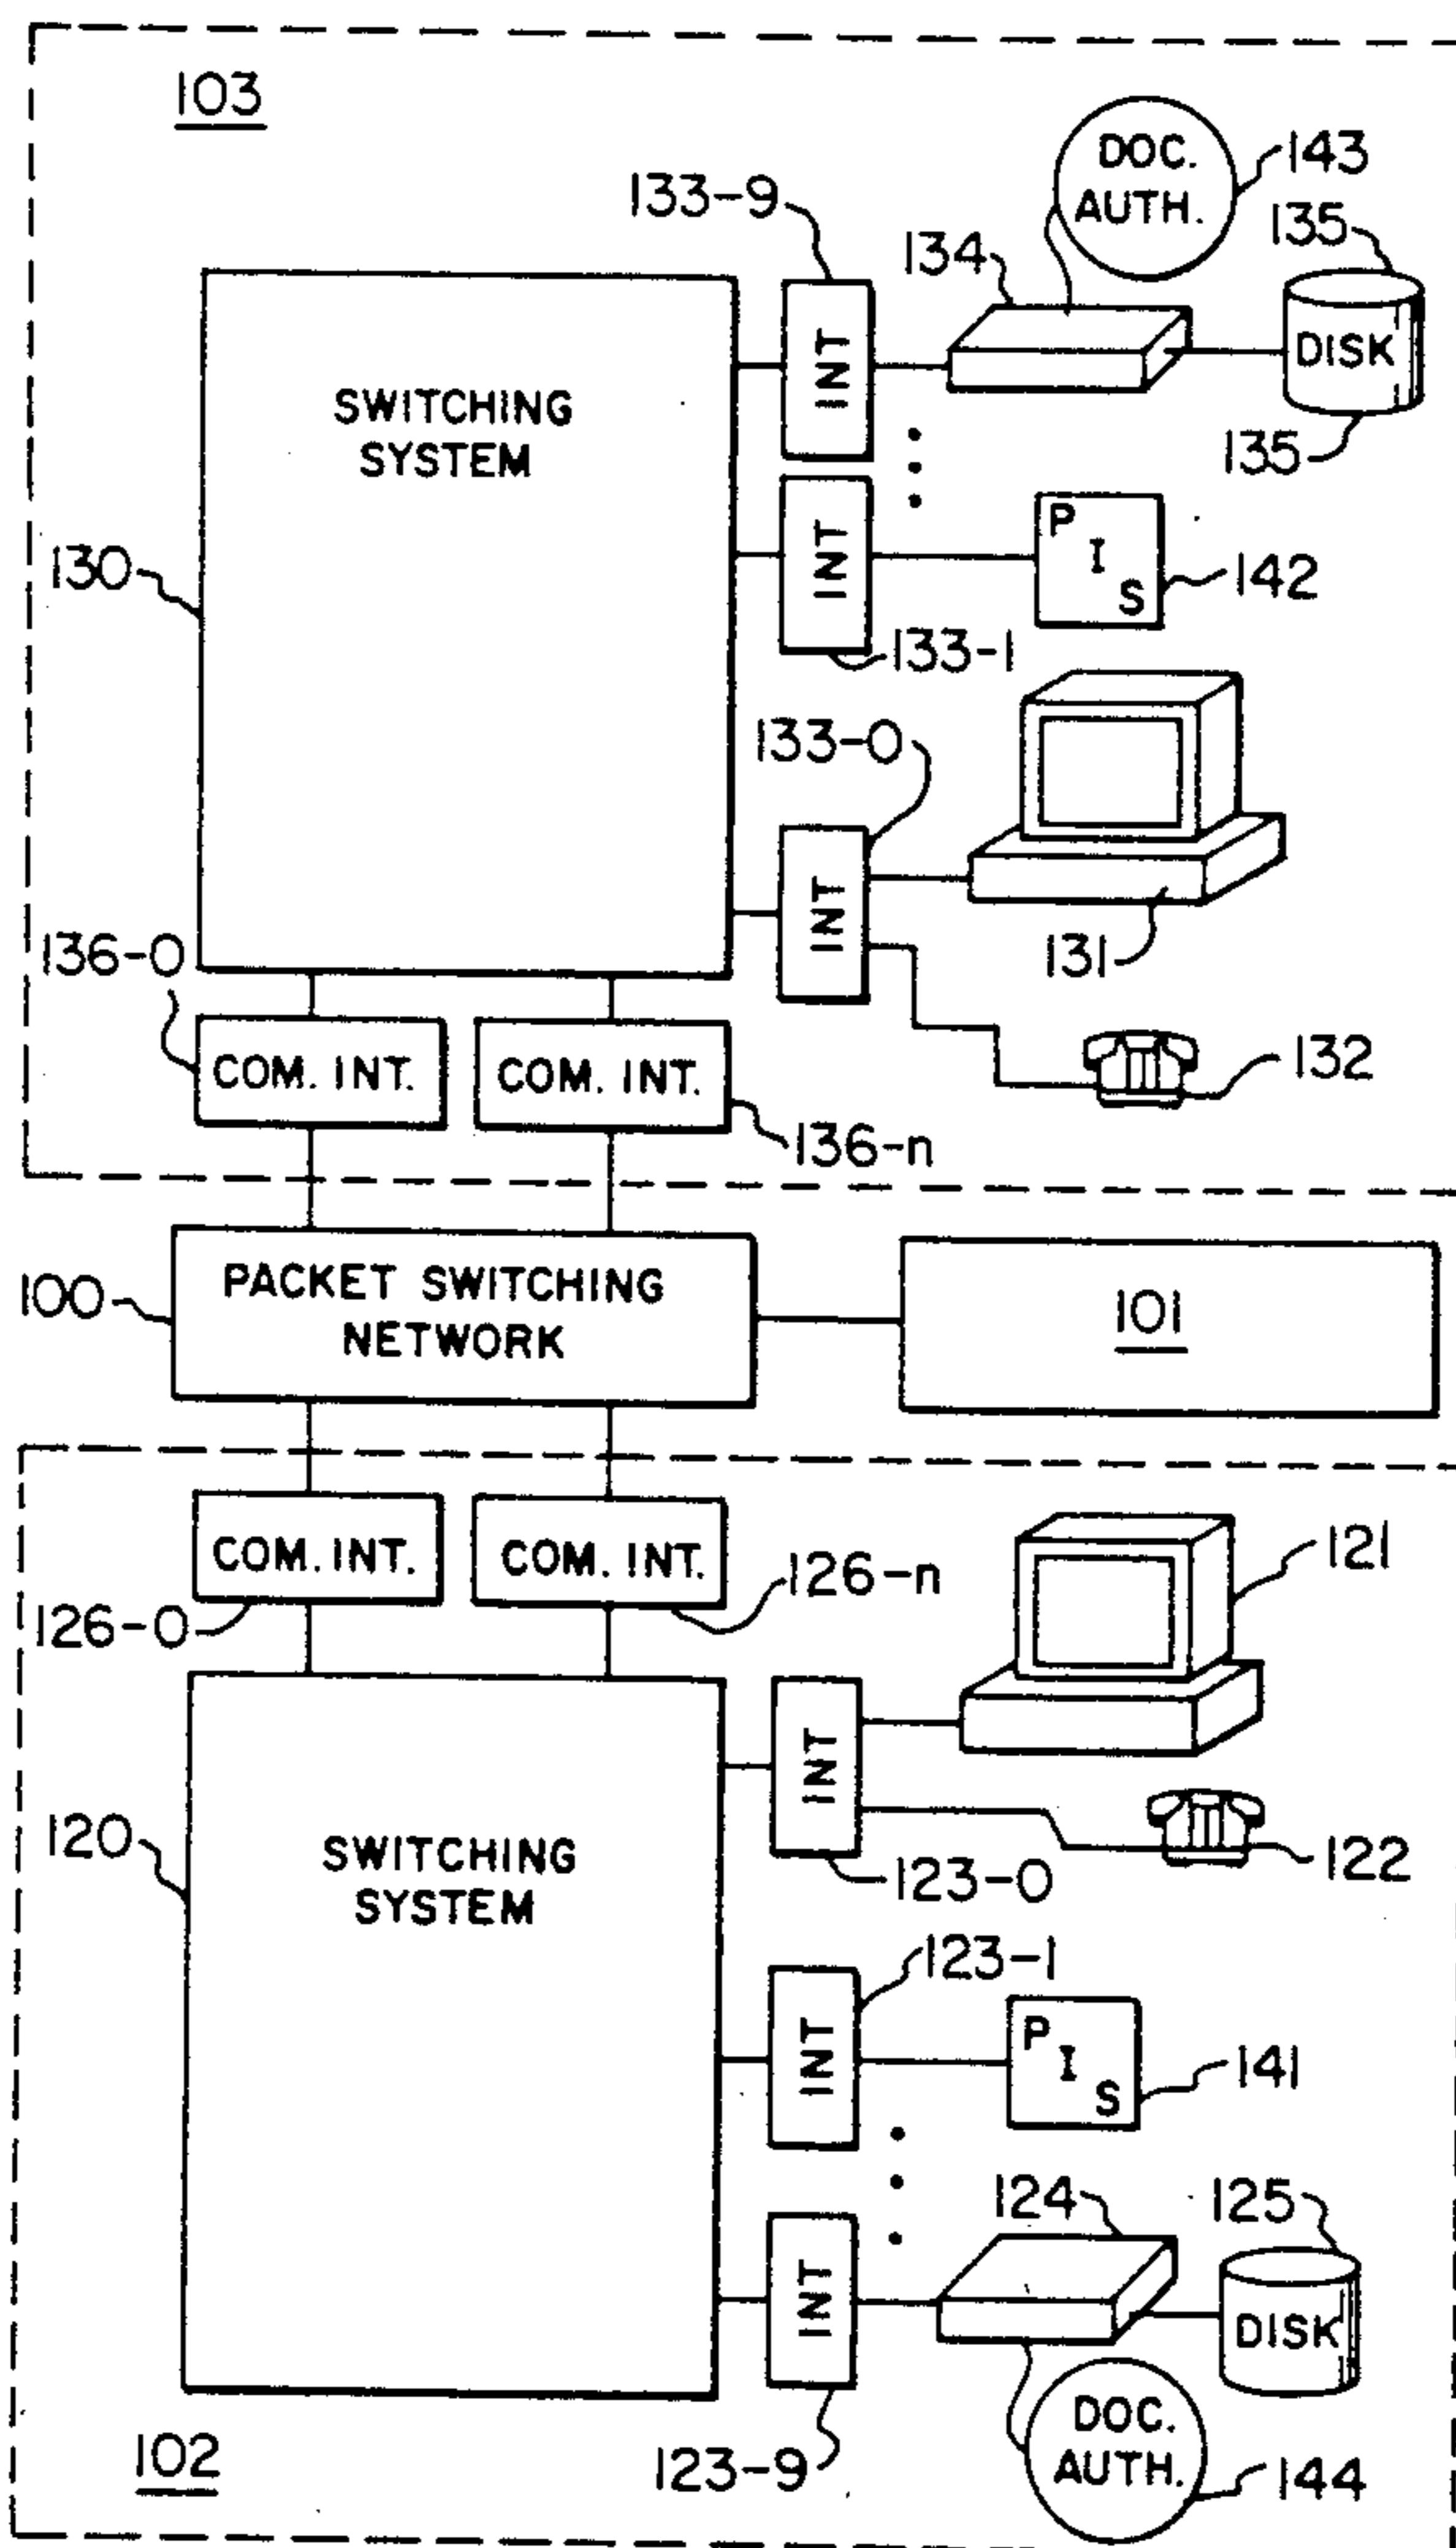 103
DOC.
AUTH.
143
133-9
134
135
INT
DISK
135
SWITCHING
SYSTEM
INT
P
I
S
142
130
133-1
133-0
INT
131
136-0
COM. INT.
COM. INT.
132
136-n
100
PACKET SWITCHING
NETWORK
101
COM. INT.
COM. INT.
126-0
126-n
121
INT
120
SWITCHING
SYSTEM
122
123-0
123-1
INT
P
I
S
141
124
125
INT
DISK
102
123-9
DOC.
AUTH.
144